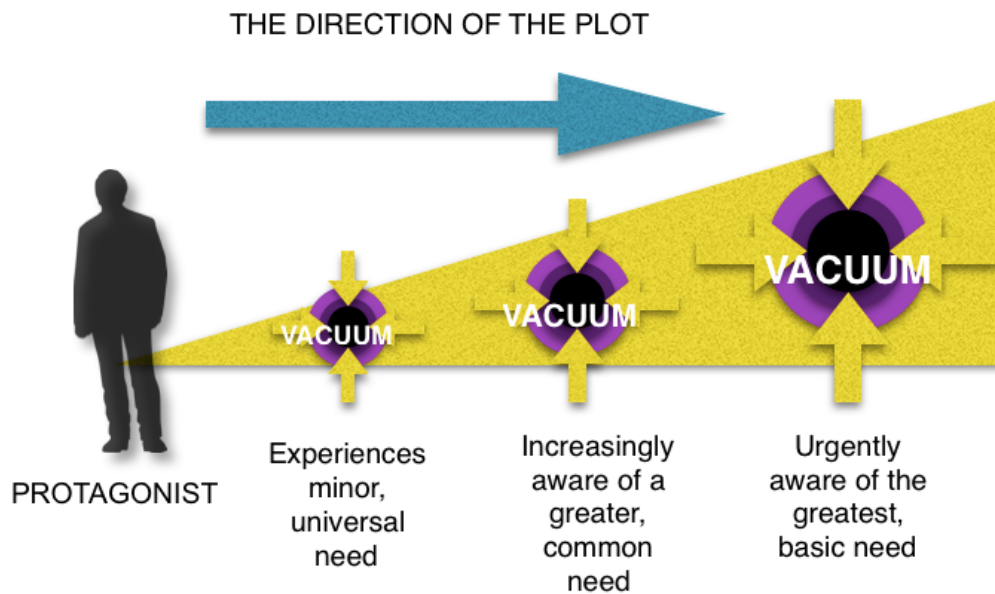 THE DIRECTION OF THE PLOT
VACUUM
VACUUM
VACUUM
PROTAGONIST
Experiences
minor,
universal
need
Increasingly
aware of a
greater,
common
need
Urgently
aware of the
greatest,
basic need